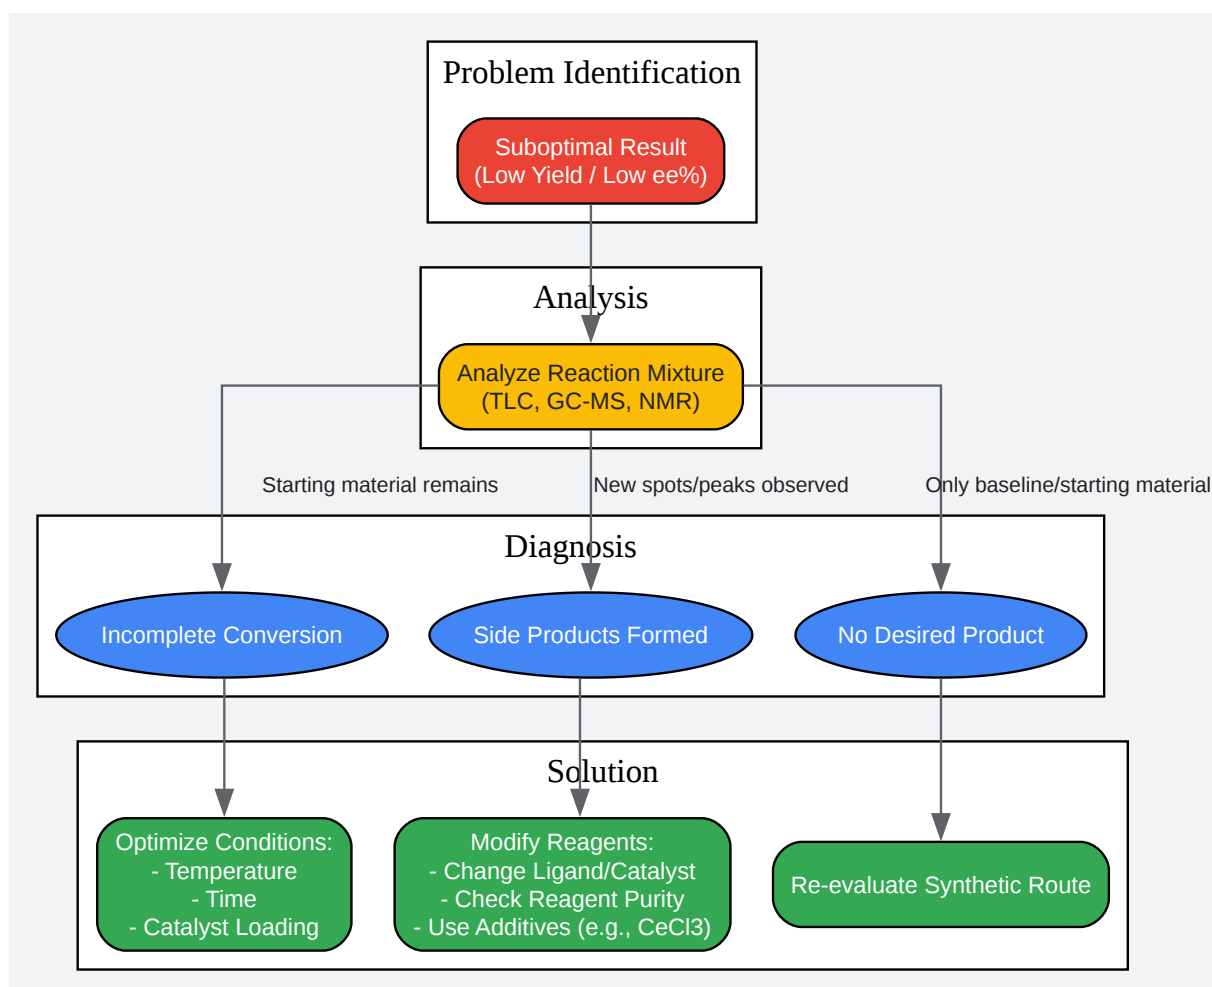 Problem Identification
Suboptimal Result
(Low Yield / Low ee%)
Analysis
Analyze Reaction Mixture
(TLC, GC-MS, NMR)
Starting material remains
New spots/peaks observed
Only baseline/starting material
Diagnosis
Incomplete Conversion
Side Products Formed
No Desired Product
Solution
Optimize Conditions:
- Temperature
- Time
- Catalyst Loading
Modify Reagents:
- Change Ligand/Catalyst
- Check Reagent Purity
- Use Additives (e.g., CeCl3)
Re-evaluate Synthetic Route